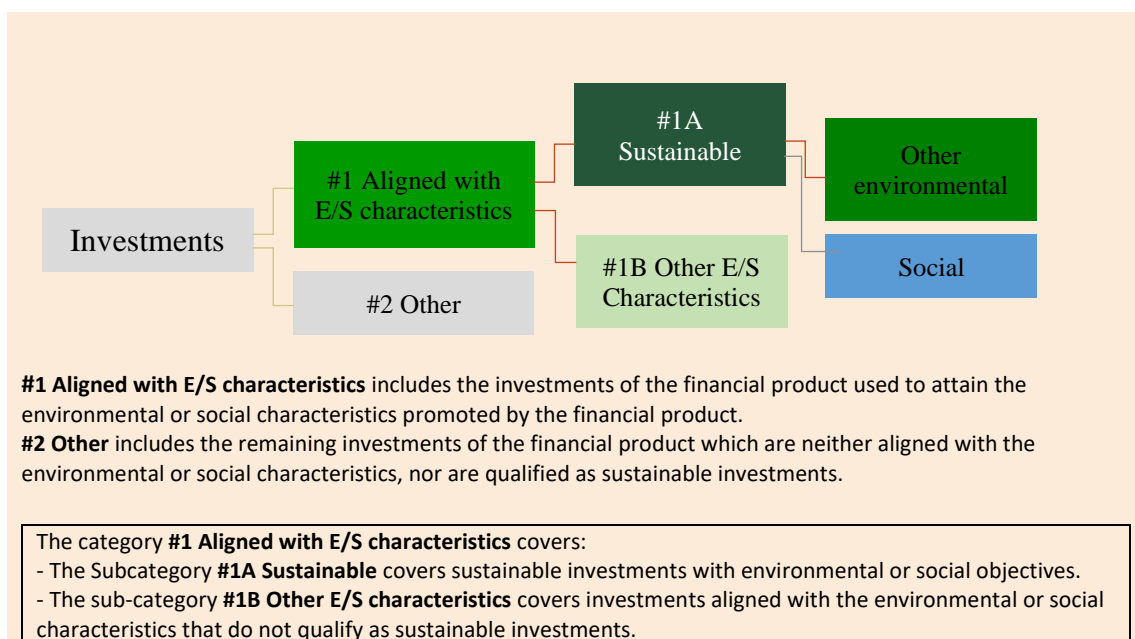 #1A
Sustainable
Other
environmental
#1 Aligned with
E/S characteristics
Investments
#1B Other E/S
Characteristics
Social
#2 Other
#1 Aligned with E/S characteristics includes the investments of the financial product used to attain the
environmental or social characteristics promoted by the financial product.
#2 Other includes the remaining investments of the financial product which are neither aligned with the
environmental or social characteristics, nor are qualified as sustainable investments.
The category #1 Aligned with E/S characteristics covers:
- The Subcategory #1A Sustainable covers sustainable investments with environmental or social objectives.
- The sub-category #1B Other E/S characteristics covers investments aligned with the environmental or social
characteristics that do not qualify as sustainable investments.